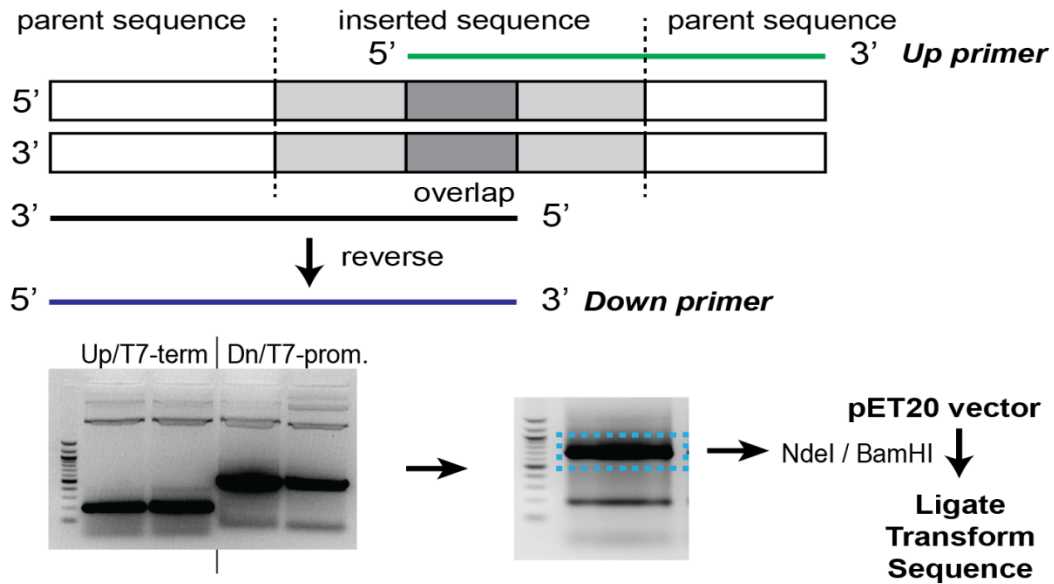 parent sequence
inserted sequence
parent sequence
5’
3’ Up primer
5’
3’
overlap
3’
5’
reverse
5’
3’ Down primer
Up/T7-term
Dn/T7-prom.
pET20 vector
NdeI / BamHI
Ligate
Transform
Sequence